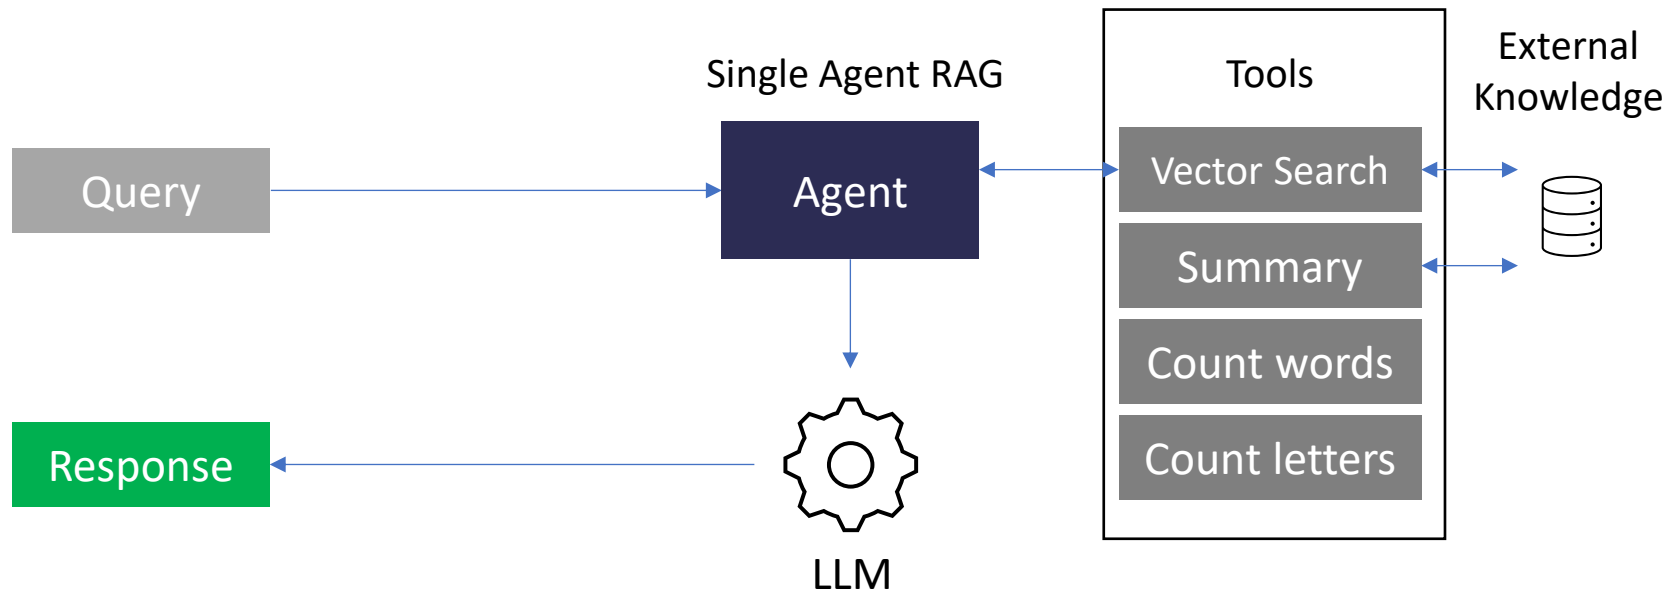 Single Agent RAG
Tools
External
Knowledge
Query
Agent
Vector Search
Summary
Count words
Count letters
Response
LLM